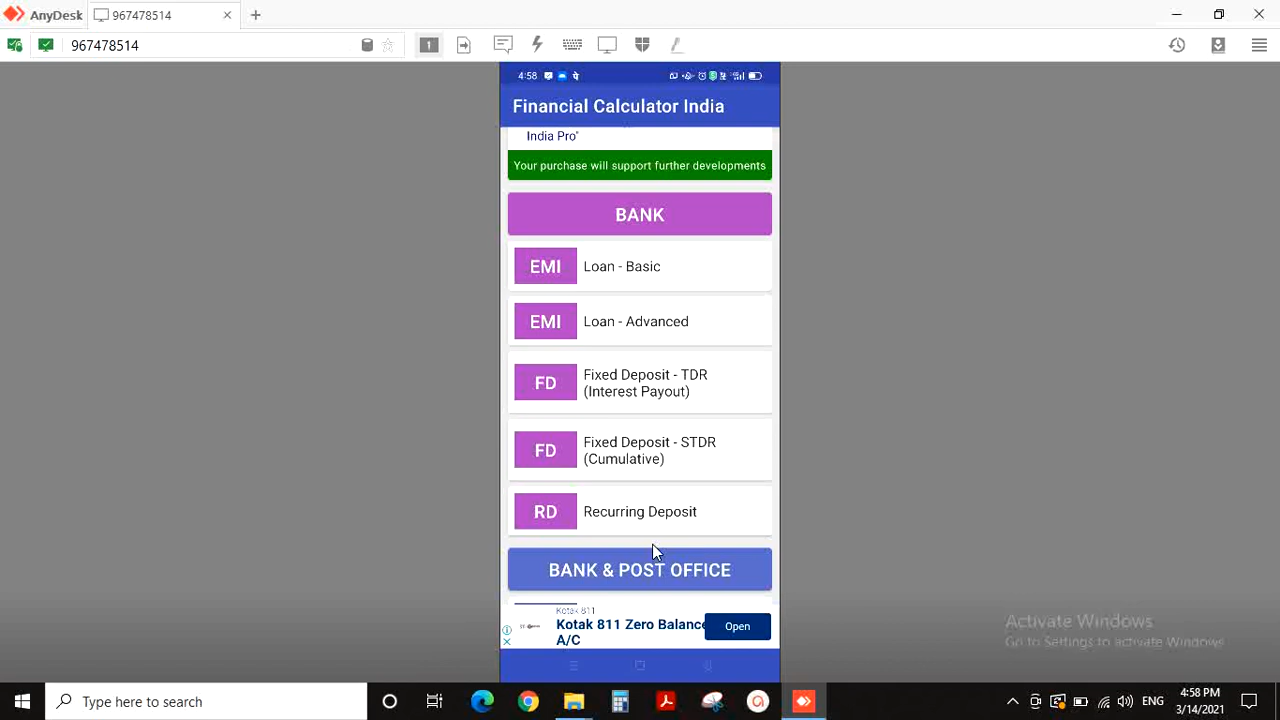 AnyDesk
967478514
967478514
1
4:58
Financial Calculator India
India Pro"
Your purchase will support further developments
BANK
EMI Loan - Basic
EMI Loan - Advanced
FD Fixed Deposit - TDR
(Interest Payout)
FD Fixed Deposit - STDR
(Cumulative)
RD Recurring Deposit
BANK & POST OFFICE
Kotak 811
Kotak 811 Zero Balance
A/C
Open
Activate Windows
Go to Settings to activate Windows.
Type here to search
ENG
4:58 PM
3/14/2021